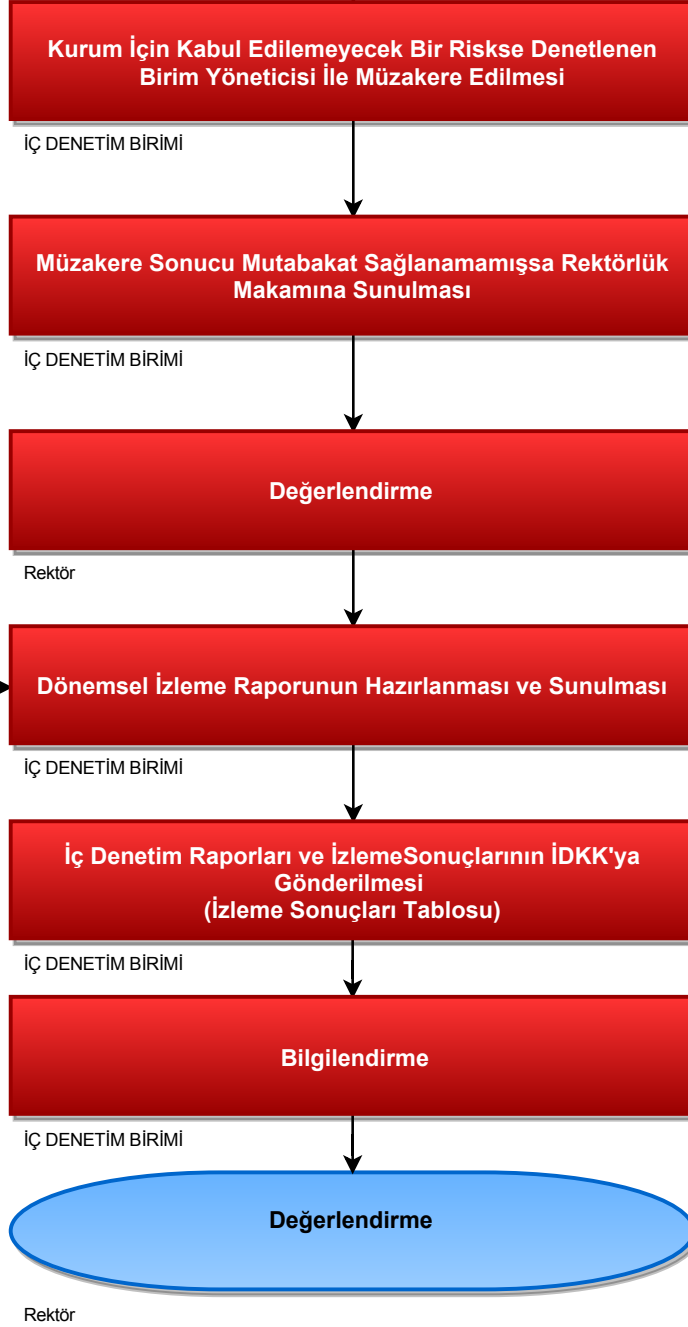 Kurum İçin Kabul Edilemeyecek Bir Riskse Denetlenen
Birim Yöneticisi İle Müzakere Edilmesi
İÇ DENETİM BİRİMİ
Müzakere Sonucu Mutabakat Sağlanamamışsa Rektörlük
Makamına Sunulması
İÇ DENETİM BİRİMİ
Değerlendirme
Rektör
Dönemsel İzleme Raporunun Hazırlanması ve Sunulması
İÇ DENETİM BİRİMİ
İç Denetim Raporları ve İzlemeSonuçlarının İDKK'ya
Gönderilmesi
(İzleme Sonuçları Tablosu)
İÇ DENETİM BİRİMİ
Bilgilendirme
İÇ DENETİM BİRİMİ
Değerlendirme
Rektör